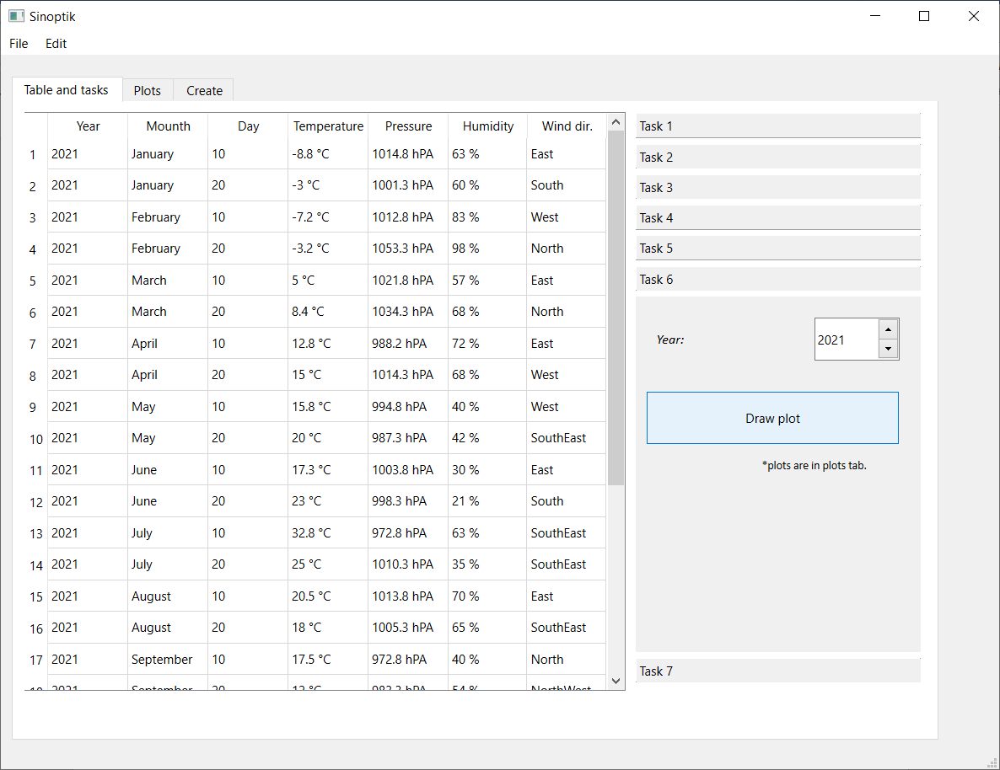 Sinoptik
File Edit
Table and tasks Plots Create
Year Mounth Day Temperature Pressure Humidity Wind dir.
1 2021 January 10 -8.8 °C 1014.8 hPA 63 % East
2 2021 January 20 -3 °C 1001.3 hPA 60 % South
3 2021 February 10 -7.2 °C 1012.8 hPA 83 % West
4 2021 February 20 -3.2 °C 1053.3 hPA 98 % North
5 2021 March 10 5 °C 1021.8 hPA 57 % East
6 2021 March 20 8.4 °C 1034.3 hPA 68 % North
7 2021 April 10 12.8 °C 988.2 hPA 72 % East
8 2021 April 20 15 °C 1014.3 hPA 68 % West
9 2021 May 10 15.8 °C 994.8 hPA 40 % West
10 2021 May 20 20 °C 987.3 hPA 42 % SouthEast
11 2021 June 10 17.3 °C 1003.8 hPA 30 % East
12 2021 June 20 23 °C 998.3 hPA 21 % South
13 2021 July 10 32.8 °C 972.8 hPA 63 % SouthEast
14 2021 July 20 25 °C 1010.3 hPA 35 % SouthEast
15 2021 August 10 20.5 °C 1013.8 hPA 70 % East
16 2021 August 20 18 °C 1005.3 hPA 65 % SouthEast
17 2021 September 10 17.5 °C 972.8 hPA 40 % North
2021 September 20
Task 1
Task 2
Task 3
Task 4
Task 5
Task 6
Year: 2021
Draw plot
*plots are in plots tab.
Task 7